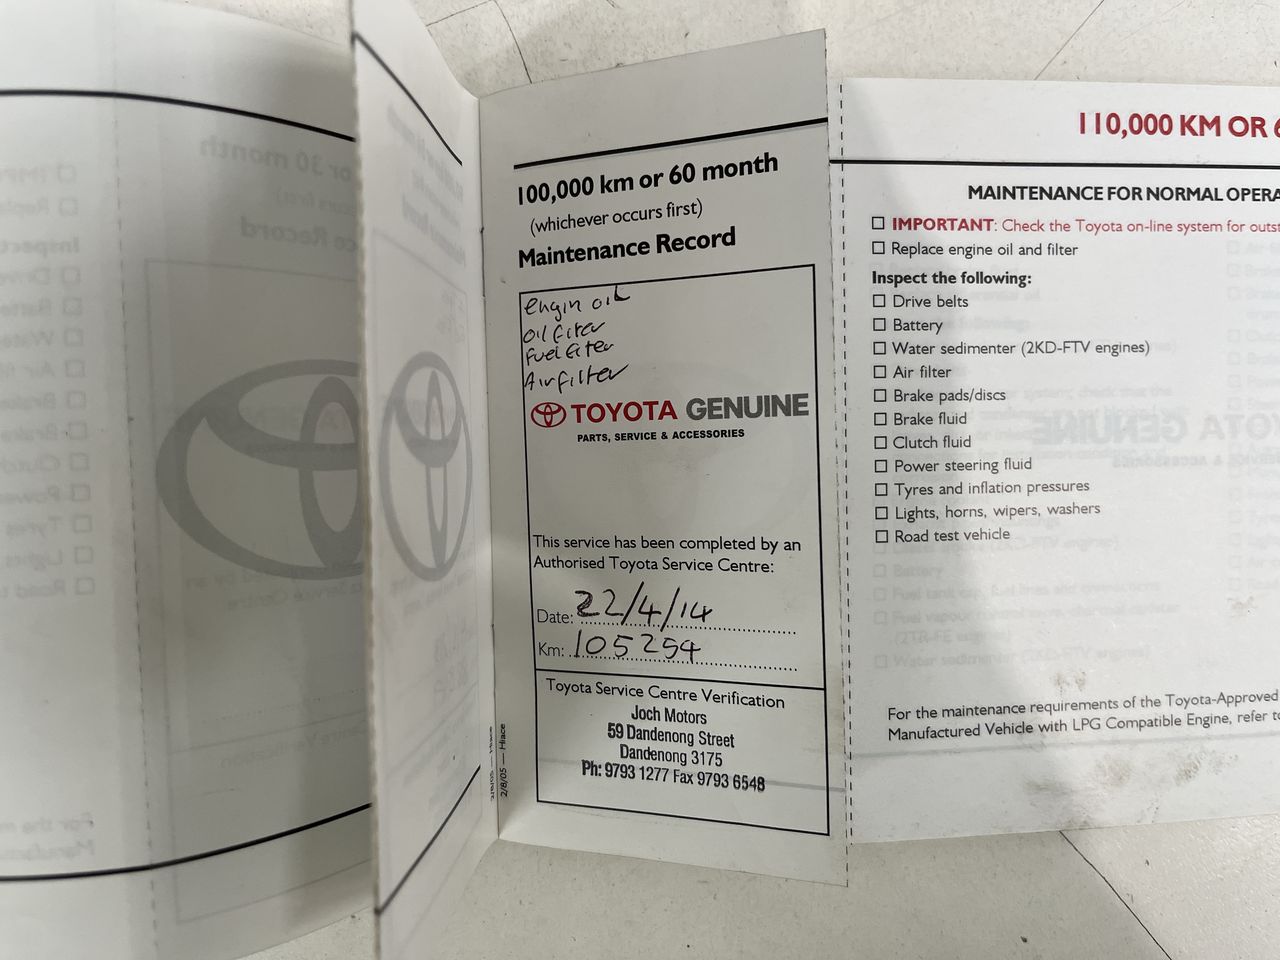 100,000 km or 60 month
(whichever occurs first)
Maintenance Record
Engin oil
oil filter
Fuel filter
Air filter
TOYOTA GENUINE
PARTS, SERVICE & ACCESSORIES
This service has been completed by an
Authorised Toyota Service Centre:
Date: 22/4/14
Km: 105254
Toyota Service Centre Verification
Joch Motors
59 Dandenong Street
Dandenong 3175
Ph: 9793 1277 Fax 9793 6548
2/8/05 — Hiace
110,000 KM OR 6
MAINTENANCE FOR NORMAL OPERA
IMPORTANT: Check the Toyota on-line system for outst
Replace engine oil and filter
Inspect the following:
Drive belts
Battery
Water sedimenter (2KD-FTV engines)
Air filter
Brake pads/discs
Brake fluid
Clutch fluid
Power steering fluid
Tyres and inflation pressures
Lights, horns, wipers, washers
Road test vehicle
For the maintenance requirements of the Toyota-Approved
Manufactured Vehicle with LPG Compatible Engine, refer to